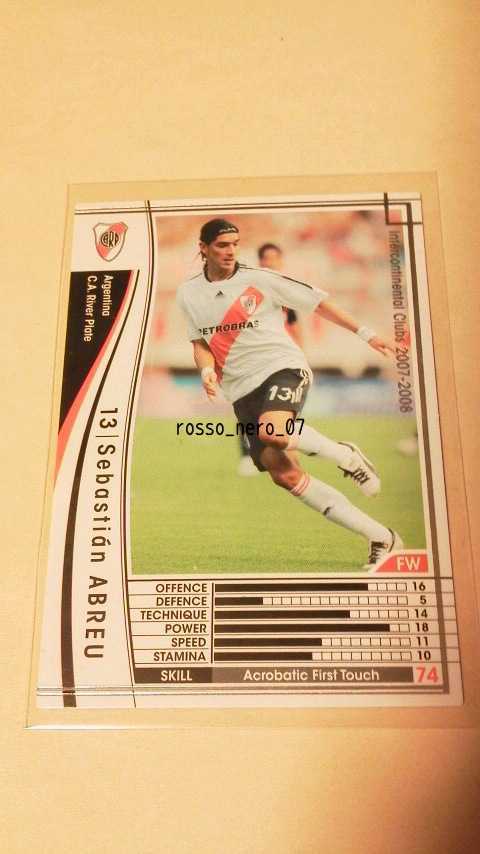 CARP
Argentina
C.A. River Plate
13 | Sebastián ABREU
Intercontinental Clubs 2007-2008
PETROBRAS
13
rosso_nero_07
FW
OFFENCE 16
DEFENCE 5
TECHNIQUE 14
POWER 18
SPEED 11
STAMINA 10
SKILL Acrobatic First Touch 74